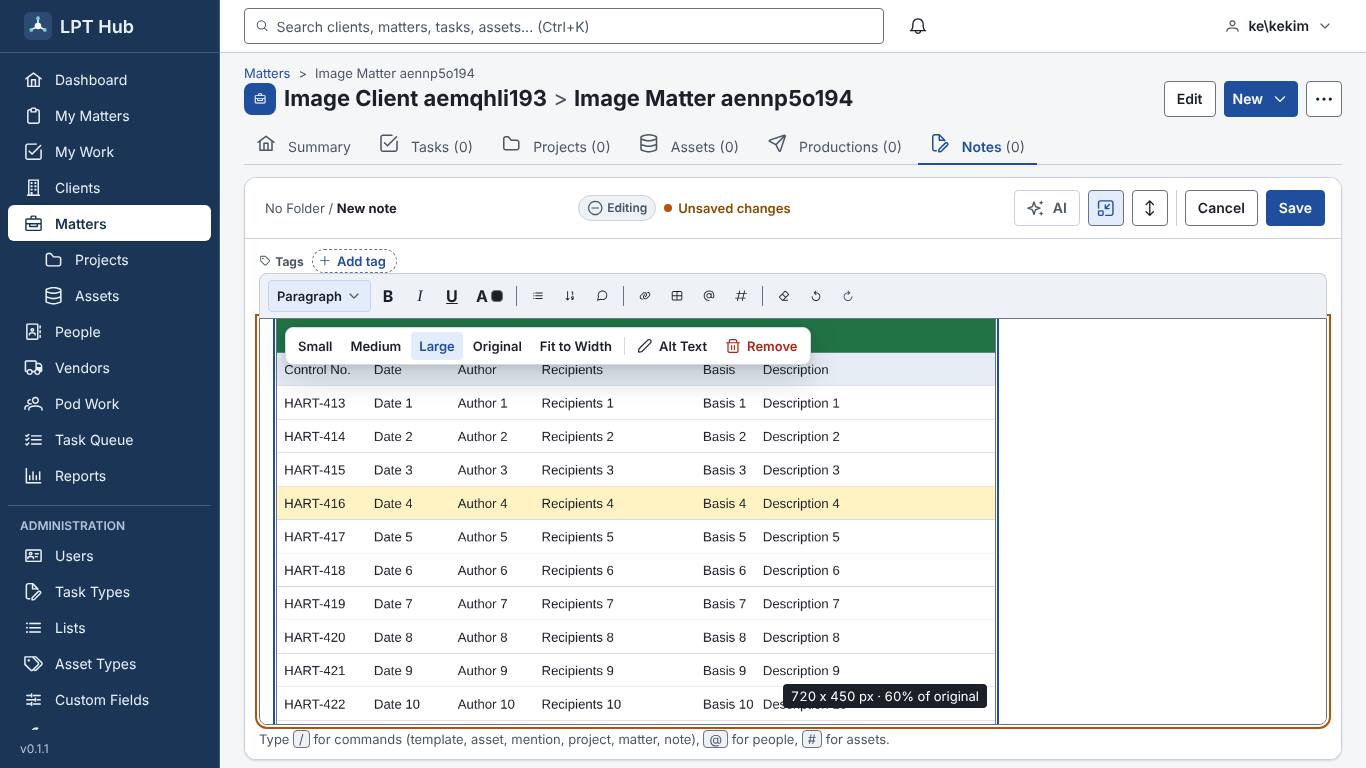 LPT Hub
Search clients, matters, tasks, assets... (Ctrl+K)
ke\kekim
Dashboard
My Matters
My Work
Clients
Matters
Projects
Assets
People
Vendors
Pod Work
Task Queue
Reports
ADMINISTRATION
Users
Task Types
Lists
Asset Types
Custom Fields
v0.1.1
Matters > Image Matter aennp5o194
Image Client aemqhli193 > Image Matter aennp5o194
Edit
New
Summary
Tasks (0)
Projects (0)
Assets (0)
Productions (0)
Notes (0)
No Folder / New note
Editing
Unsaved changes
AI
Cancel
Save
Tags
+ Add tag
Paragraph B I U A @ #
Small Medium Large Original Fit to Width Alt Text Remove
Control No. Date Author Recipients Basis Description
HART-413 Date 1 Author 1 Recipients 1 Basis 1 Description 1
HART-414 Date 2 Author 2 Recipients 2 Basis 2 Description 2
HART-415 Date 3 Author 3 Recipients 3 Basis 3 Description 3
HART-416 Date 4 Author 4 Recipients 4 Basis 4 Description 4
HART-417 Date 5 Author 5 Recipients 5 Basis 5 Description 5
HART-418 Date 6 Author 6 Recipients 6 Basis 6 Description 6
HART-419 Date 7 Author 7 Recipients 7 Basis 7 Description 7
HART-420 Date 8 Author 8 Recipients 8 Basis 8 Description 8
HART-421 Date 9 Author 9 Recipients 9 Basis 9 Description 9
HART-422 Date 10 Author 10 Recipients 10 Basis 10
720 x 450 px · 60% of original
Type / for commands (template, asset, mention, project, matter, note), @ for people, # for assets.